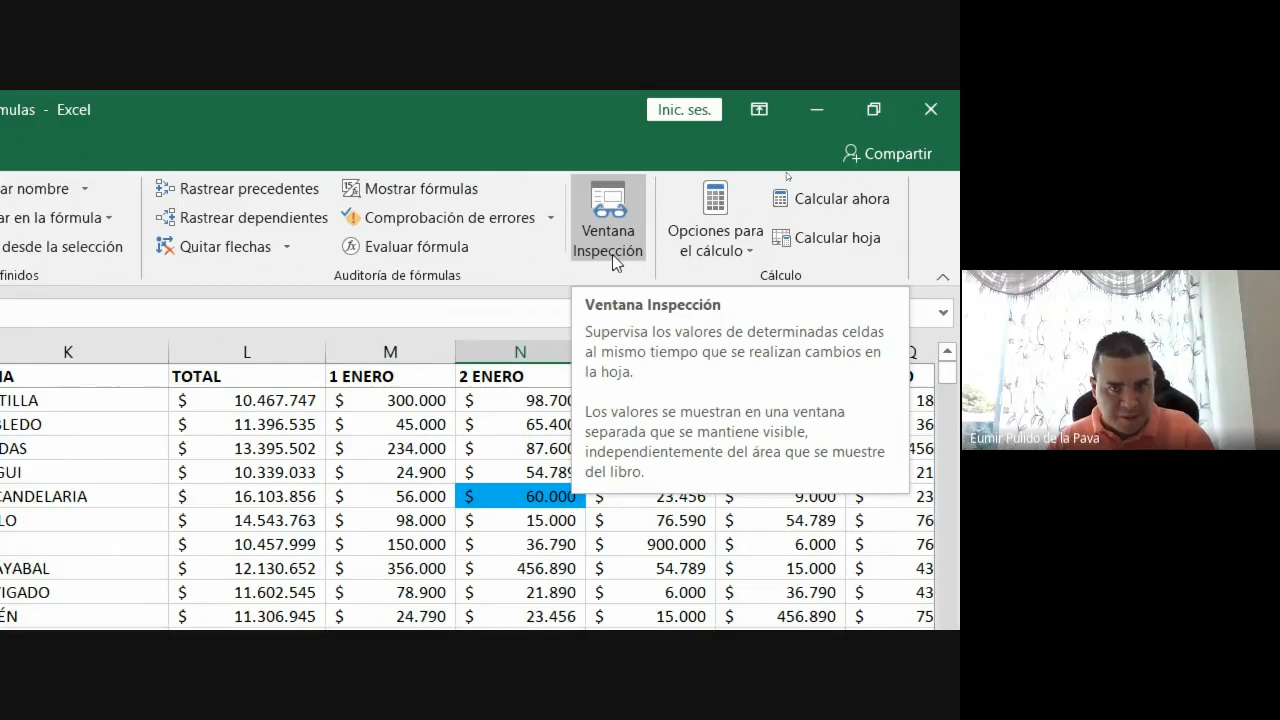 mulas - Excel
Inic. ses.
Compartir
ar nombre
Rastrear precedentes
Mostrar fórmulas
Calcular ahora
ar en la fórmula
Rastrear dependientes
Comprobación de errores
Ventana
Inspección
Opciones para
el cálculo
desde la selección
Quitar flechas
Evaluar fórmula
Calcular hoja
finidos
Auditoría de fórmulas
Cálculo
Ventana Inspección
Supervisa los valores de determinadas celdas
al mismo tiempo que se realizan cambios en
la hoja.
Los valores se muestran en una ventana
separada que se mantiene visible,
independientemente del área que se muestre
del libro.
K L M N
TOTAL 1 ENERO 2 ENERO
TILLA $ 10.467.747 $ 300.000 $ 98.700 18
BLEDO $ 11.396.535 $ 45.000 $ 65.400 36
DAS $ 13.395.502 $ 234.000 $ 87.600 456
GUI $ 10.339.033 $ 24.900 $ 54.789 21
CANDELARIA $ 16.103.856 $ 56.000 $ 60.000 $ 23.456 $ 9.000 $ 23
LO $ 14.543.763 $ 98.000 $ 15.000 $ 76.590 $ 54.789 $ 76
$ 10.457.999 $ 150.000 $ 36.790 $ 900.000 $ 6.000 $ 76
AYABAL $ 12.130.652 $ 356.000 $ 456.890 $ 54.789 $ 15.000 $ 43
VIGADO $ 11.602.545 $ 78.900 $ 21.890 $ 6.000 $ 36.790 $ 43
ÉN $ 11.306.945 $ 24.790 $ 23.456 $ 15.000 $ 456.890 $ 75
Eumir Pulido de la Pava